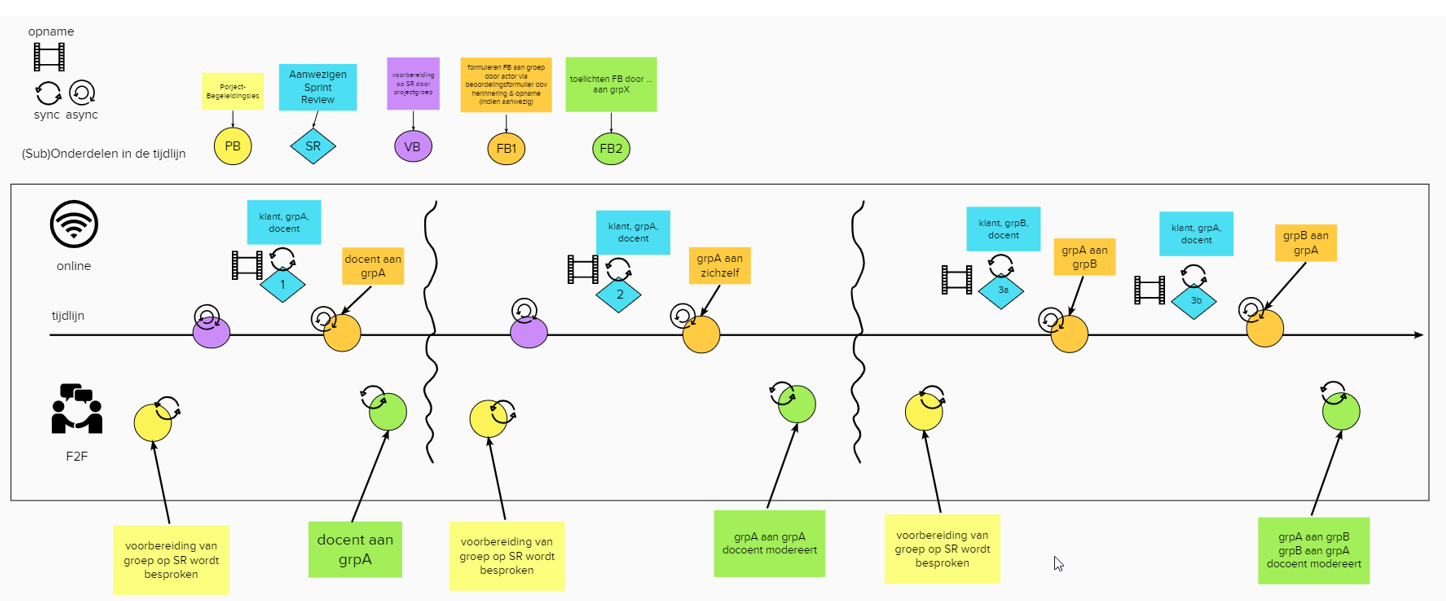 opname
sync async
(Sub)Onderdelen in de tijdlijn
Porject-
Begeleidingsles
PB
Aanwezigen
Sprint
Review
SR
voorbereiding
op SR door
projectgroep
VB
formuleren FB aan groep
door actor via
beoordelingsformulier obv
herinnering & opname
(indien aanwezig)
FB1
toelichten FB door ...
aan grpX
FB2
online
klant, grpA,
docent
1
docent aan
grpA
klant, grpA,
docent
2
grpA aan
zichzelf
klant, grpB,
docent
3a
grpA aan
grpB
klant, grpA,
docent
3b
grpB aan
grpA
tijdlijn
F2F
voorbereiding van
groep op SR wordt
besproken
docent aan
grpA
voorbereiding van
groep op SR wordt
besproken
grpA aan grpA
docoent modereert
voorbereiding van
groep op SR wordt
besproken
grpA aan grpB
grpB aan grpA
docoent modereert